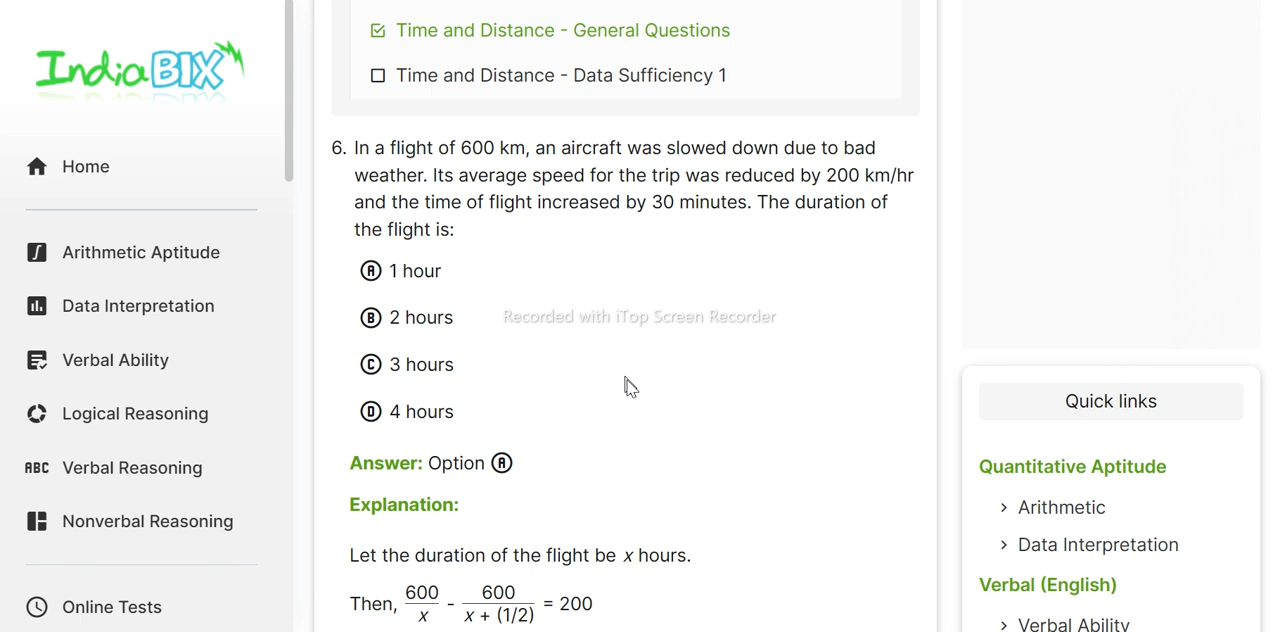 IndiaBIX
Home
Arithmetic Aptitude
Data Interpretation
Verbal Ability
Logical Reasoning
ABC Verbal Reasoning
Nonverbal Reasoning
Online Tests
Time and Distance - General Questions
Time and Distance - Data Sufficiency 1
6. In a flight of 600 km, an aircraft was slowed down due to bad
weather. Its average speed for the trip was reduced by 200 km/hr
and the time of flight increased by 30 minutes. The duration of
the flight is:
A 1 hour
B 2 hours
Recorded with iTop Screen Recorder
C 3 hours
D 4 hours
Answer: Option A
Explanation:
Let the duration of the flight be x hours.
Then, 600/x - 600/(x + (1/2)) = 200
Quick links
Quantitative Aptitude
› Arithmetic
› Data Interpretation
Verbal (English)
› Verbal Ability